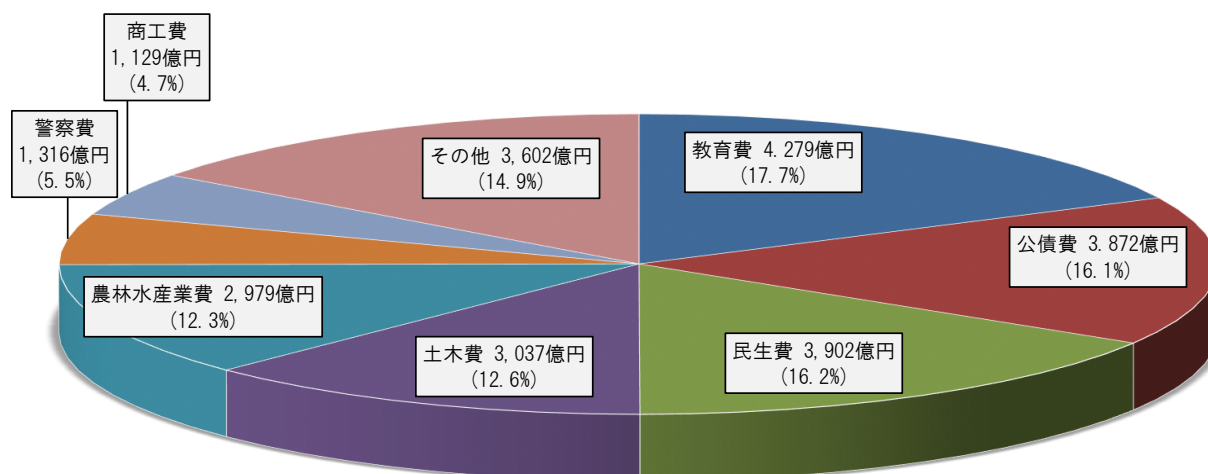 商工費
1,129億円
(4.7%)
警察費
1,316億円
(5.5%)
その他 3,602億円
(14.9%)
教育費 4.279億円
(17.7%)
公債費 3.872億円
(16.1%)
農林水産業費 2,979億円
(12.3%)
土木費 3,037億円
(12.6%)
民生費 3,902億円
(16.2%)